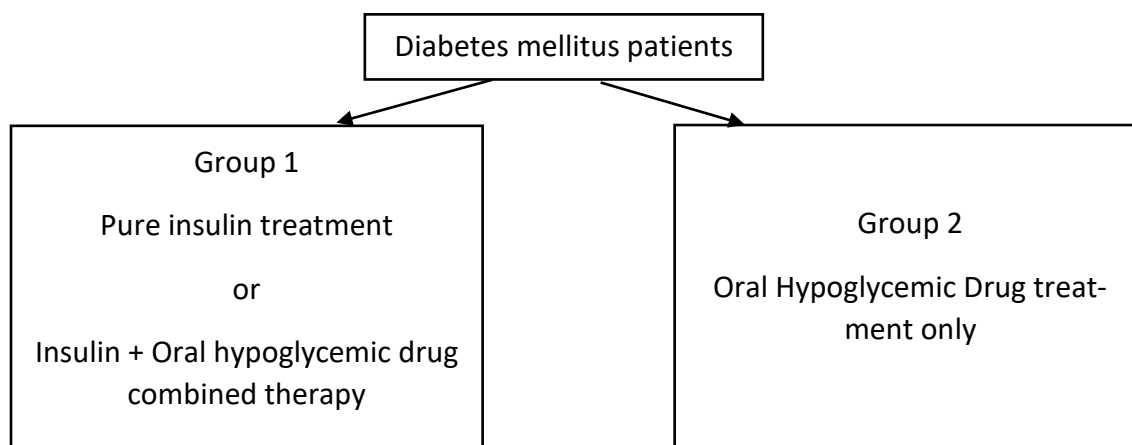 Diabetes mellitus patients
Group 1
Pure insulin treatment
or
Insulin + Oral hypoglycemic drug
combined therapy
Group 2
Oral Hypoglycemic Drug treat-
ment only